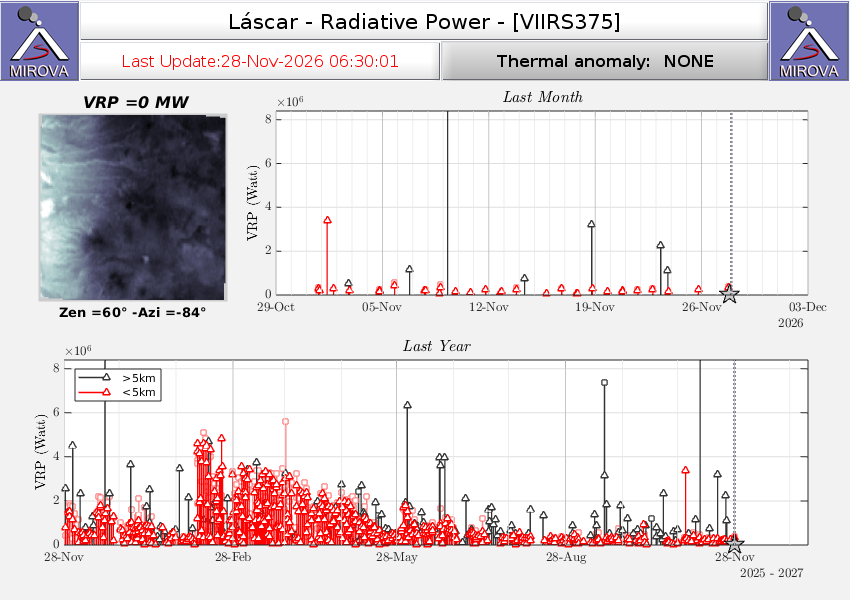 Láscar - Radiative Power - [VIIRS375]
MIROVA
Last Update:28-Nov-2026 06:30:01
Thermal anomaly: NONE
MIROVA
VRP =0 MW
Zen =60° -Azi =-84°
Last Month
×10⁶
VRP (Watt)
8
6
4
2
0
29-Oct
05-Nov
12-Nov
19-Nov
26-Nov
03-Dec
2026
Last Year
×10⁶
VRP (Watt)
8
6
4
2
0
>5km
<5km
28-Nov
28-Feb
28-May
28-Aug
28-Nov
2025 - 2027